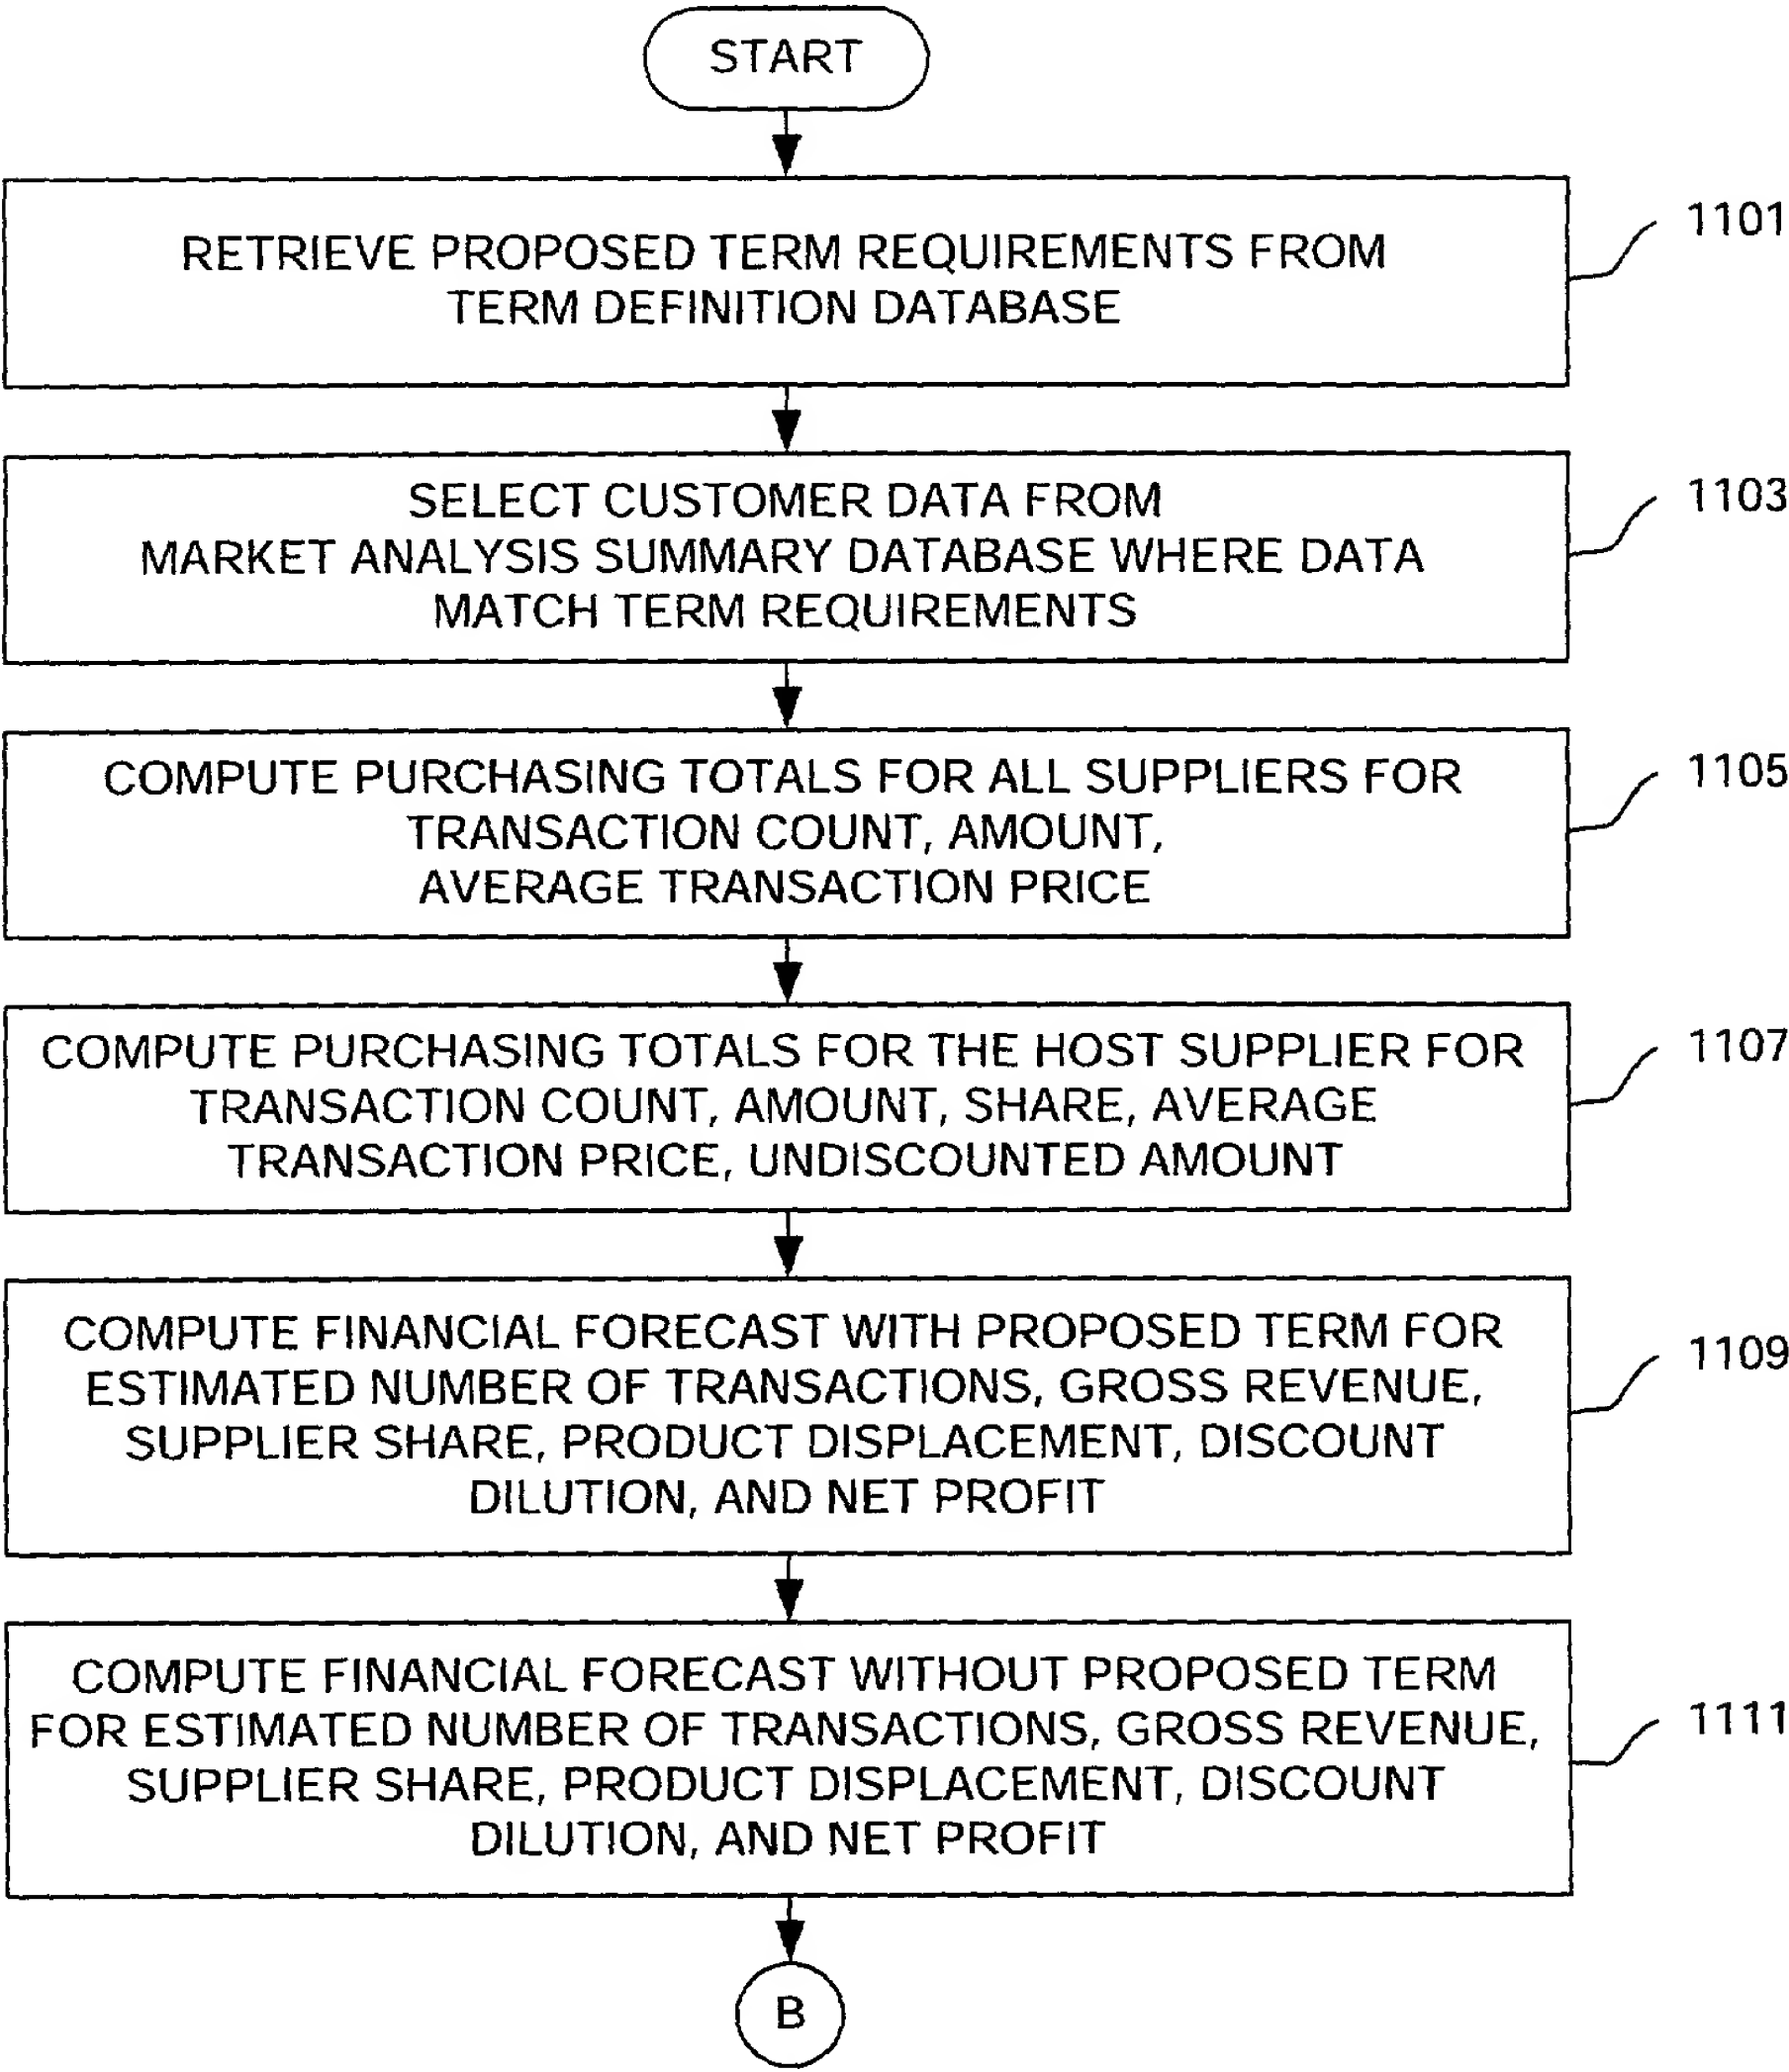 START
RETRIEVE PROPOSED TERM REQUIREMENTS FROM
TERM DEFINITION DATABASE
1101
SELECT CUSTOMER DATA FROM
MARKET ANALYSIS SUMMARY DATABASE WHERE DATA
MATCH TERM REQUIREMENTS
1103
COMPUTE PURCHASING TOTALS FOR ALL SUPPLIERS FOR
TRANSACTION COUNT, AMOUNT,
AVERAGE TRANSACTION PRICE
1105
COMPUTE PURCHASING TOTALS FOR THE HOST SUPPLIER FOR
TRANSACTION COUNT, AMOUNT, SHARE, AVERAGE
TRANSACTION PRICE, UNDISCOUNTED AMOUNT
1107
COMPUTE FINANCIAL FORECAST WITH PROPOSED TERM FOR
ESTIMATED NUMBER OF TRANSACTIONS, GROSS REVENUE,
SUPPLIER SHARE, PRODUCT DISPLACEMENT, DISCOUNT
DILUTION, AND NET PROFIT
1109
COMPUTE FINANCIAL FORECAST WITHOUT PROPOSED TERM
FOR ESTIMATED NUMBER OF TRANSACTIONS, GROSS REVENUE,
SUPPLIER SHARE, PRODUCT DISPLACEMENT, DISCOUNT
DILUTION, AND NET PROFIT
1111
B